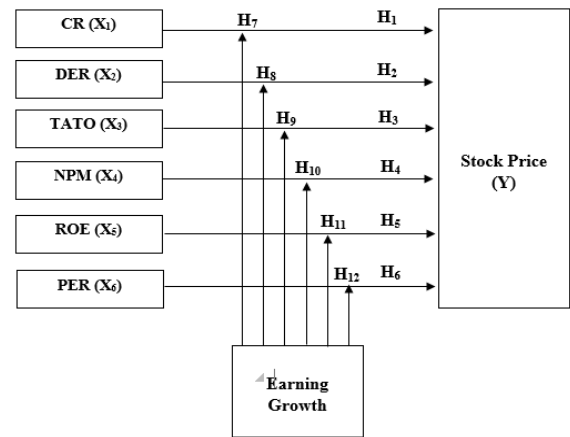 CR (X₁)
H₇
H₁
DER (X₂)
H₈
H₂
TATO (X₃)
H₉
H₃
NPM (X₄)
H₁₀
H₄
ROE (X₅)
H₁₁
H₅
PER (X₆)
H₁₂
H₆
Stock Price
(Y)
Earning
Growth